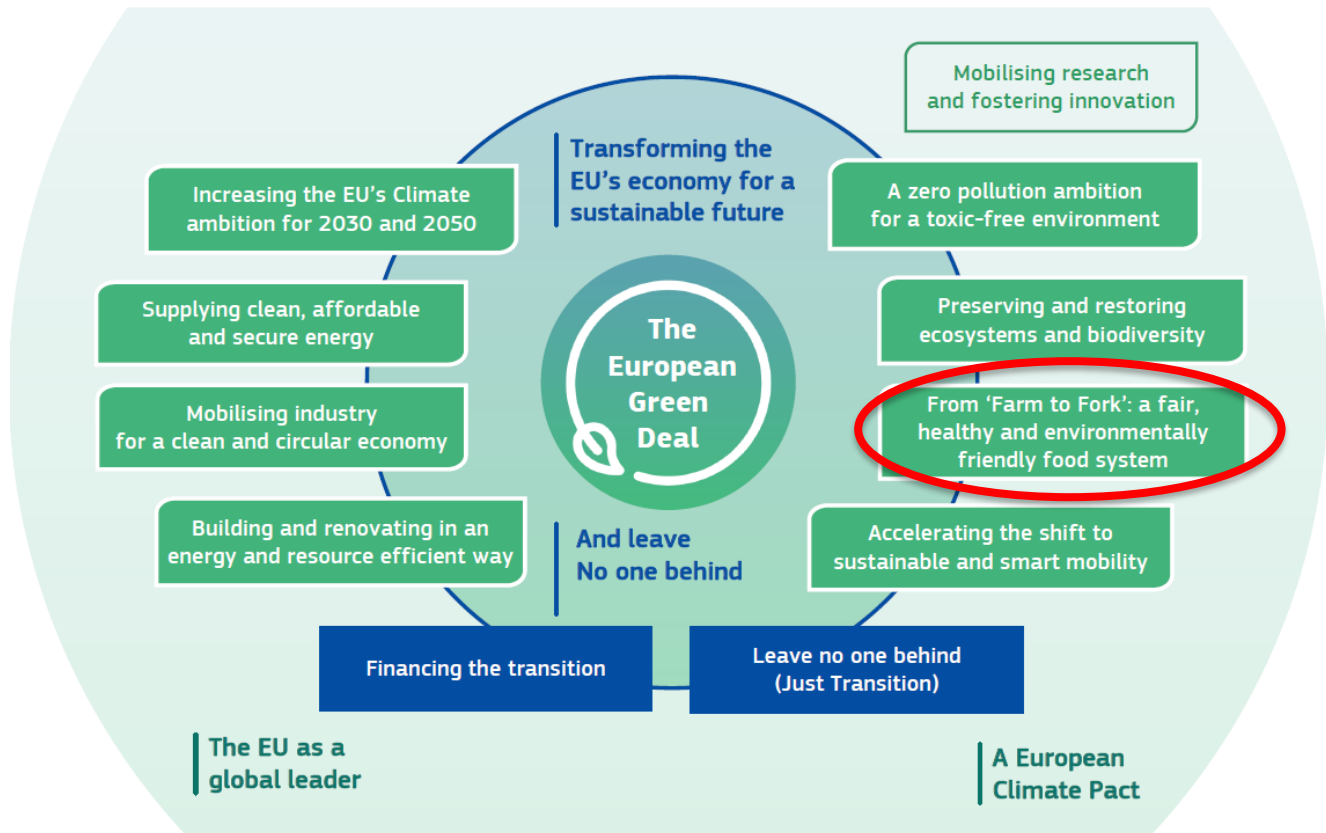 Mobilising research
and fostering innovation
Transforming the
EU's economy for a
sustainable future
Increasing the EU's Climate
ambition for 2030 and 2050
Supplying clean, affordable
and secure energy
Mobilising industry
for a clean and circular economy
Building and renovating in an
energy and resource efficient way
The
European
Green
Deal
A zero pollution ambition
for a toxic-free environment
Preserving and restoring
ecosystems and biodiversity
From ‘Farm to Fork’: a fair,
healthy and environmentally
friendly food system
Accelerating the shift to
sustainable and smart mobility
And leave
No one behind
Financing the transition
Leave no one behind
(Just Transition)
The EU as a
global leader
A European
Climate Pact